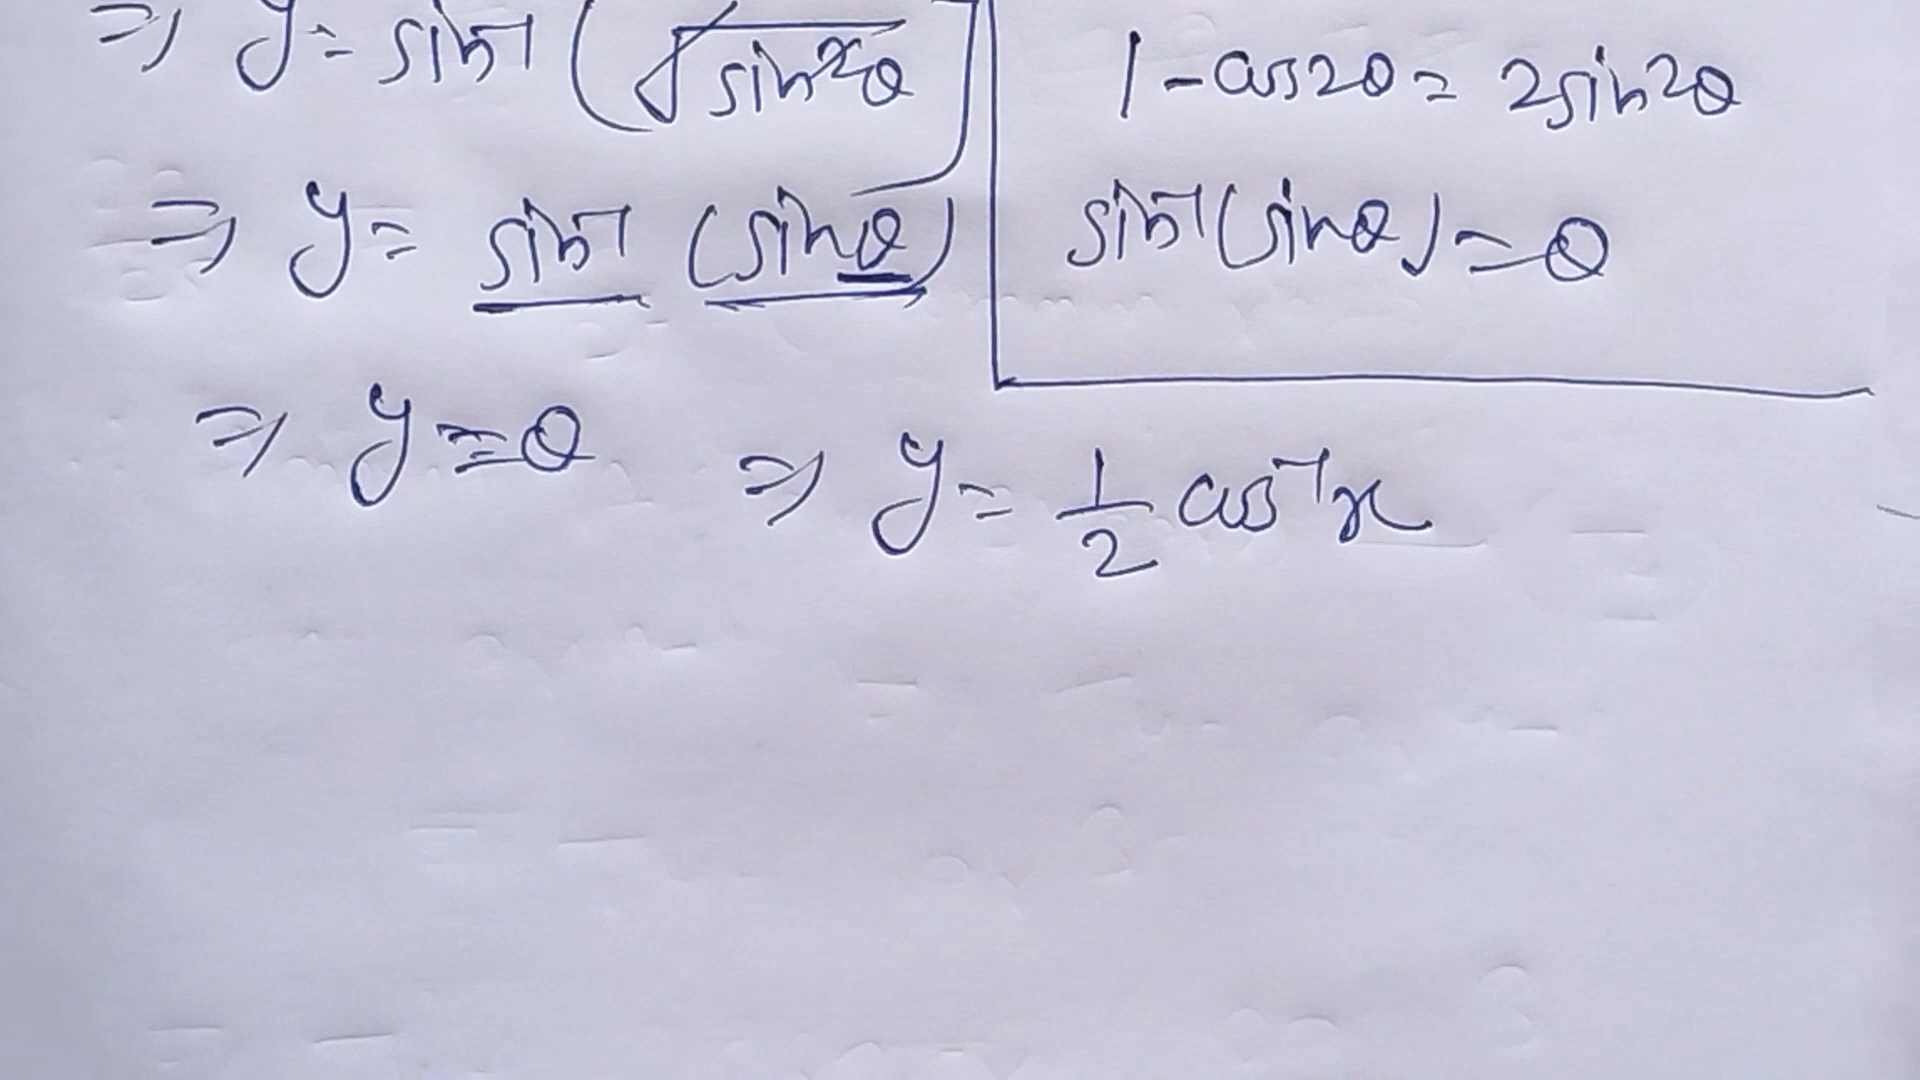 ⇒ y = sin⁻¹ (√sin²θ)
⇒ y = sin⁻¹ (sinθ)
⇒ y = θ ⇒ y = 1/2 cos⁻¹x
1 - cos2θ = 2sin²θ
sin⁻¹(sinθ) = θ